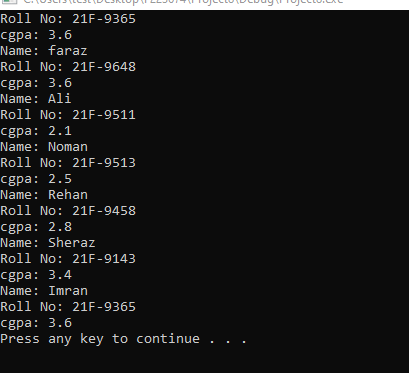 Roll No: 21F-9365
cgpa: 3.6
Name: faraz
Roll No: 21F-9648
cgpa: 3.6
Name: Ali
Roll No: 21F-9511
cgpa: 2.1
Name: Noman
Roll No: 21F-9513
cgpa: 2.5
Name: Rehan
Roll No: 21F-9458
cgpa: 2.8
Name: Sheraz
Roll No: 21F-9143
cgpa: 3.4
Name: Imran
Roll No: 21F-9365
cgpa: 3.6
Press any key to continue . . .